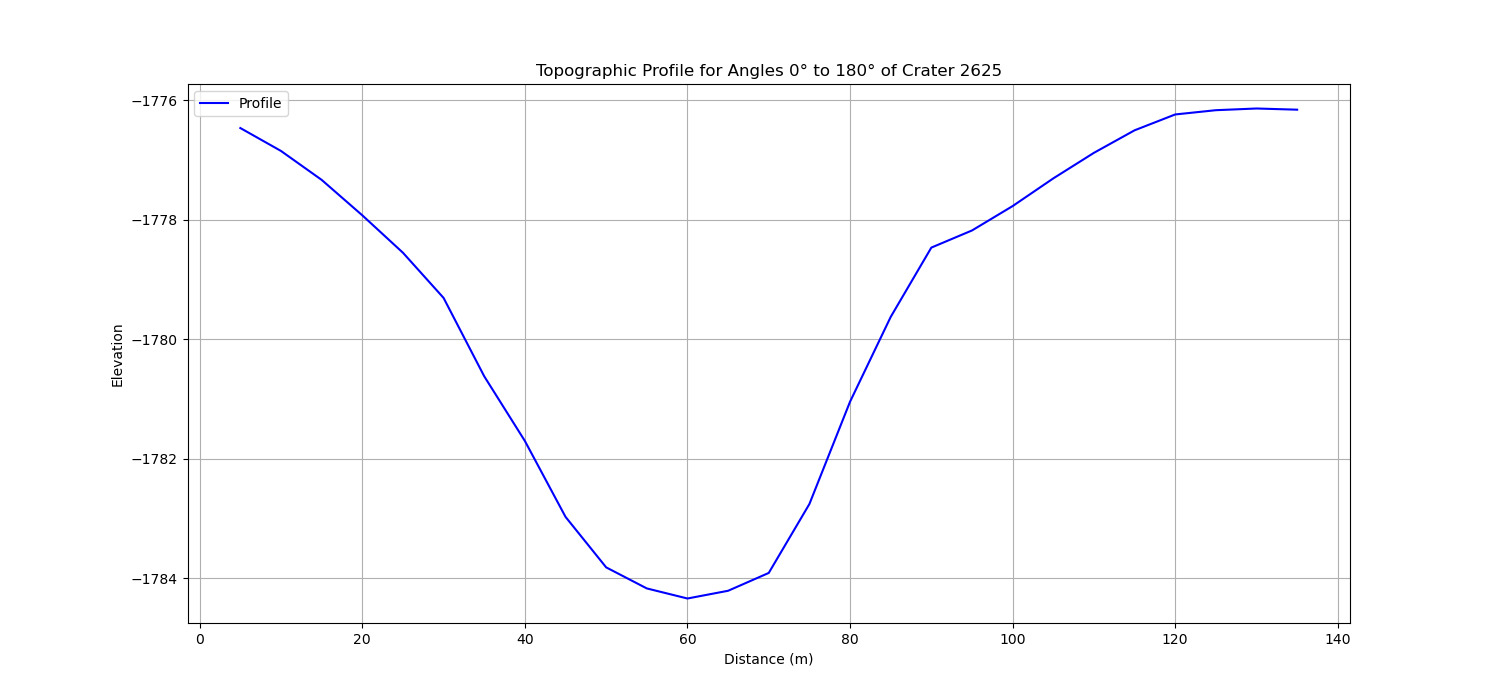 Topographic Profile for Angles 0° to 180° of Crater 2625
Profile
−1776
−1778
−1780
−1782
−1784
Elevation
0 20 40 60 80 100 120 140
Distance (m)